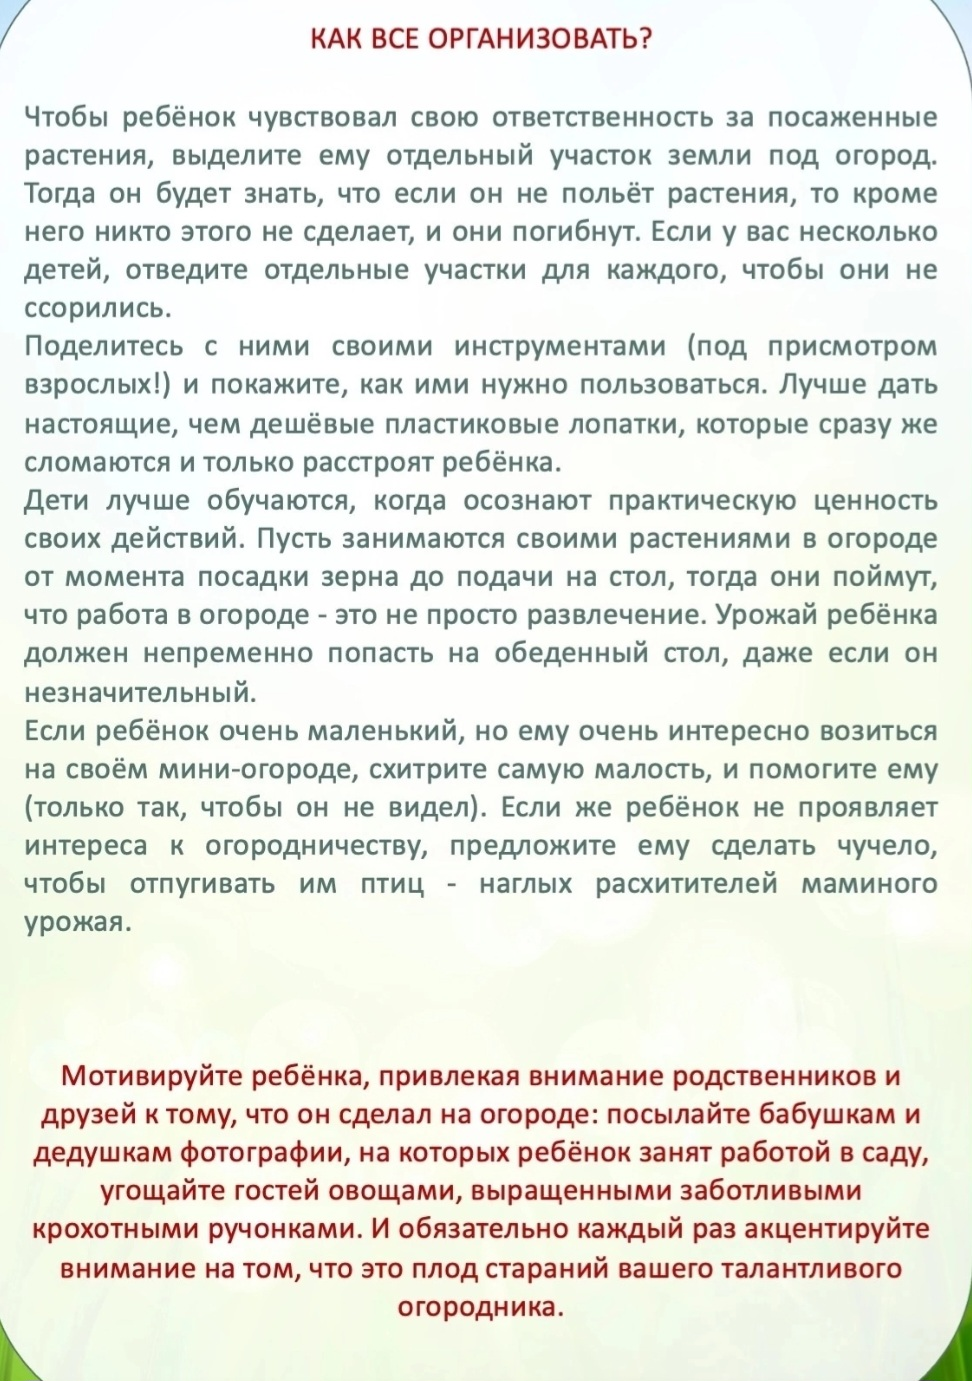 КАК ВСЕ ОРГАНИЗОВАТЬ?
Чтобы ребёнок чувствовал свою ответственность за посаженные
растения, выделите ему отдельный участок земли под огород.
Тогда он будет знать, что если он не польёт растения, то кроме
него никто этого не сделает, и они погибнут. Если у вас несколько
детей, отведите отдельные участки для каждого, чтобы они не
ссорились.
Поделитесь с ними своими инструментами (под присмотром
взрослых!) и покажите, как ими нужно пользоваться. Лучше дать
настоящие, чем дешёвые пластиковые лопатки, которые сразу же
сломаются и только расстроят ребёнка.
Дети лучше обучаются, когда осознают практическую ценность
своих действий. Пусть занимаются своими растениями в огороде
от момента посадки зерна до подачи на стол, тогда они поймут,
что работа в огороде - это не просто развлечение. Урожай ребёнка
должен непременно попасть на обеденный стол, даже если он
незначительный.
Если ребёнок очень маленький, но ему очень интересно возиться
на своём мини-огороде, схитрите самую малость, и помогите ему
(только так, чтобы он не видел). Если же ребёнок не проявляет
интереса к огородничеству, предложите ему сделать чучело,
чтобы отпугивать им птиц - наглых расхитителей маминого
урожая.
Мотивируйте ребёнка, привлекая внимание родственников и
друзей к тому, что он сделал на огороде: посылайте бабушкам и
дедушкам фотографии, на которых ребёнок занят работой в саду,
угощайте гостей овощами, выращенными заботливыми
крохотными ручонками. И обязательно каждый раз акцентируйте
внимание на том, что это плод стараний вашего талантливого
огородника.